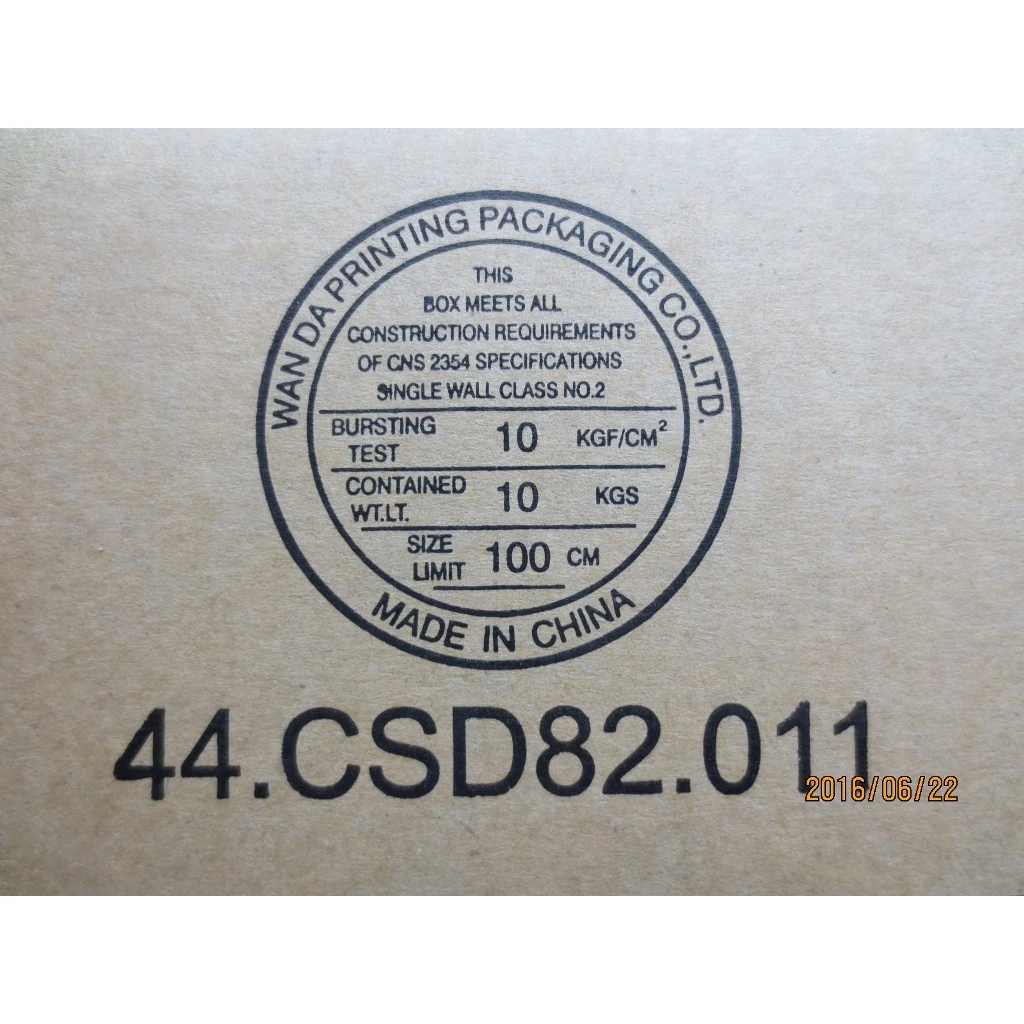 WAN DA PRINTING PACKAGING CO.,LTD.
THIS
BOX MEETS ALL
CONSTRUCTION REQUIREMENTS
OF CNS 2354 SPECIFICATIONS
SINGLE WALL CLASS NO.2
BURSTING TEST 10 KGF/CM²
CONTAINED WT.LT. 10 KGS
SIZE LIMIT 100 CM
MADE IN CHINA
44.CSD82.011
2016/06/22